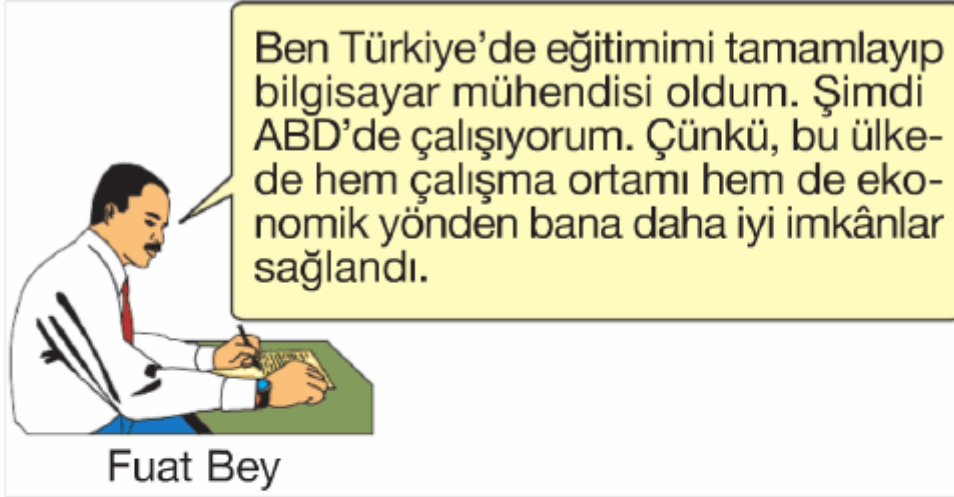 Ben Türkiye'de eğitimimi tamamlayıp
bilgisayar mühendisi oldum. Şimdi
ABD'de çalışıyorum. Çünkü, bu ülke-
de hem çalışma ortamı hem de eko-
nomik yönden bana daha iyi imkânlar
sağlandı.
Fuat Bey